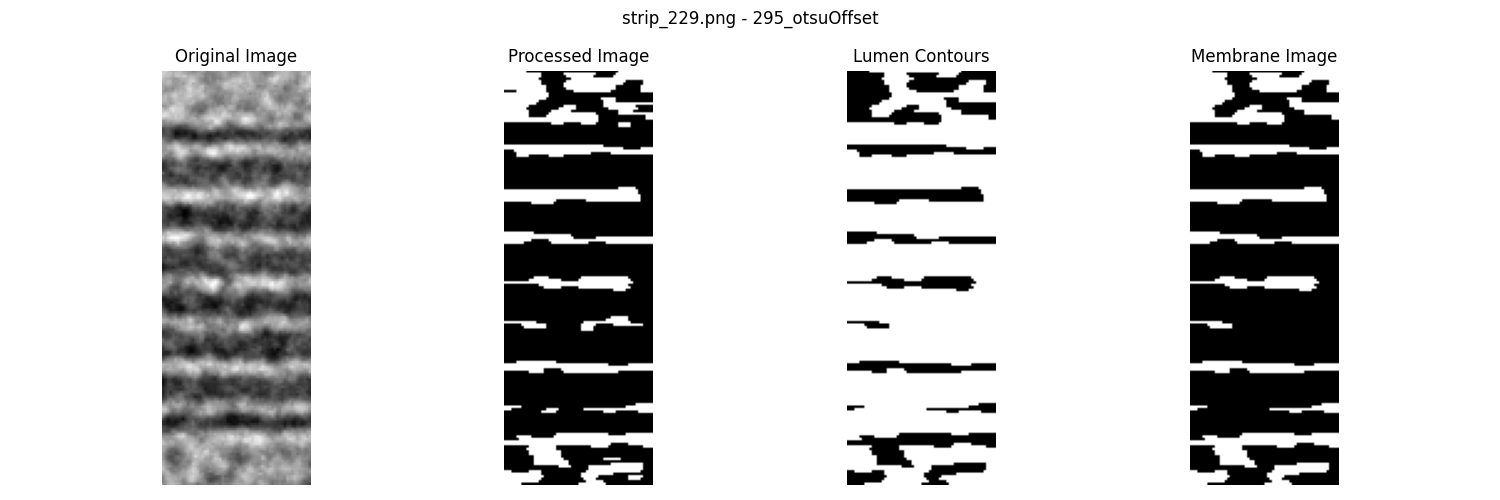 strip_229.png - 295_otsuOffset
Original Image
Processed Image
Lumen Contours
Membrane Image